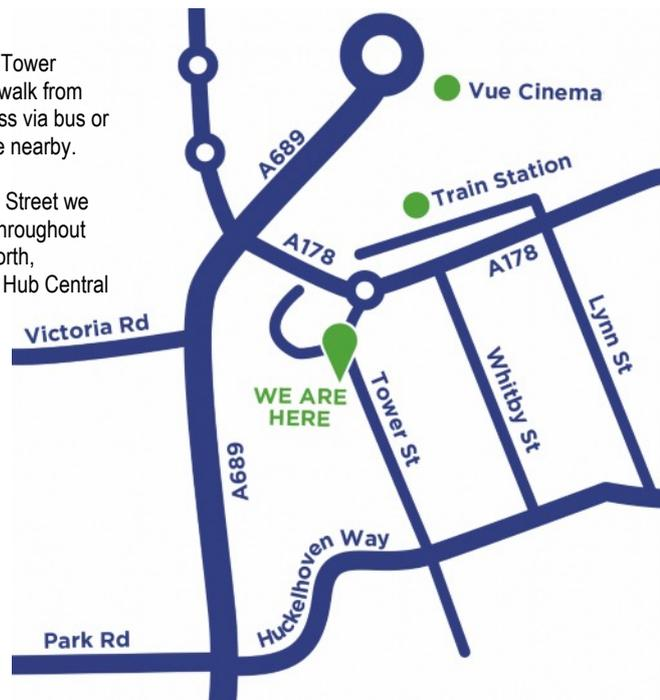 Tower
walk from
ss via bus or
e nearby.
Street we
hroughout
orth,
Hub Central
Vue Cinema
A689
Train Station
A178
A178
Victoria Rd
Lynn St
WE ARE
HERE
Tower St
Whitby St
A689
Huckelhoven Way
Park Rd